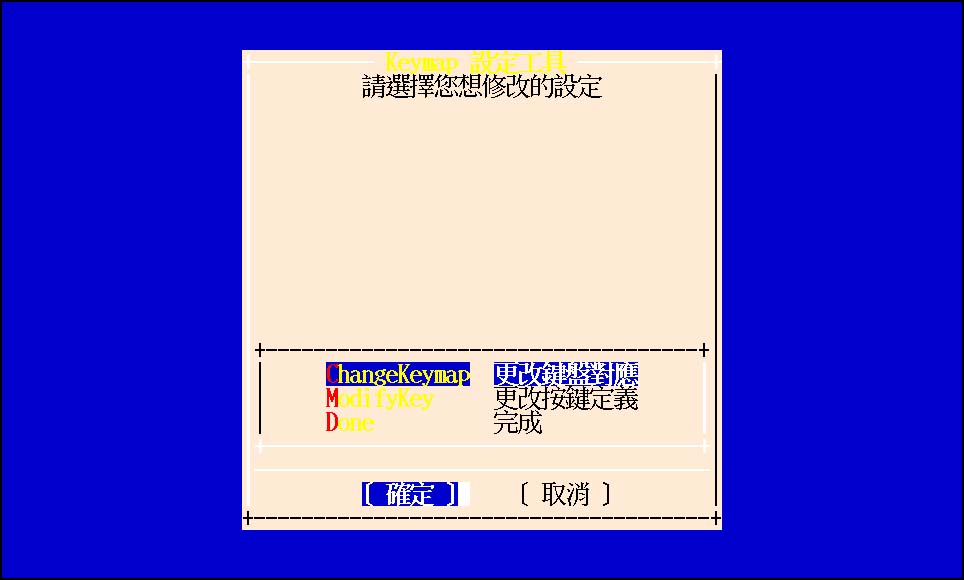 Keymap 設定工具
請選擇您想修改的設定
ChangeKeymap 更改鍵盤對應
ModifyKey 更改按鍵定義
Done 完成
[ 確定 ] [ 取消 ]